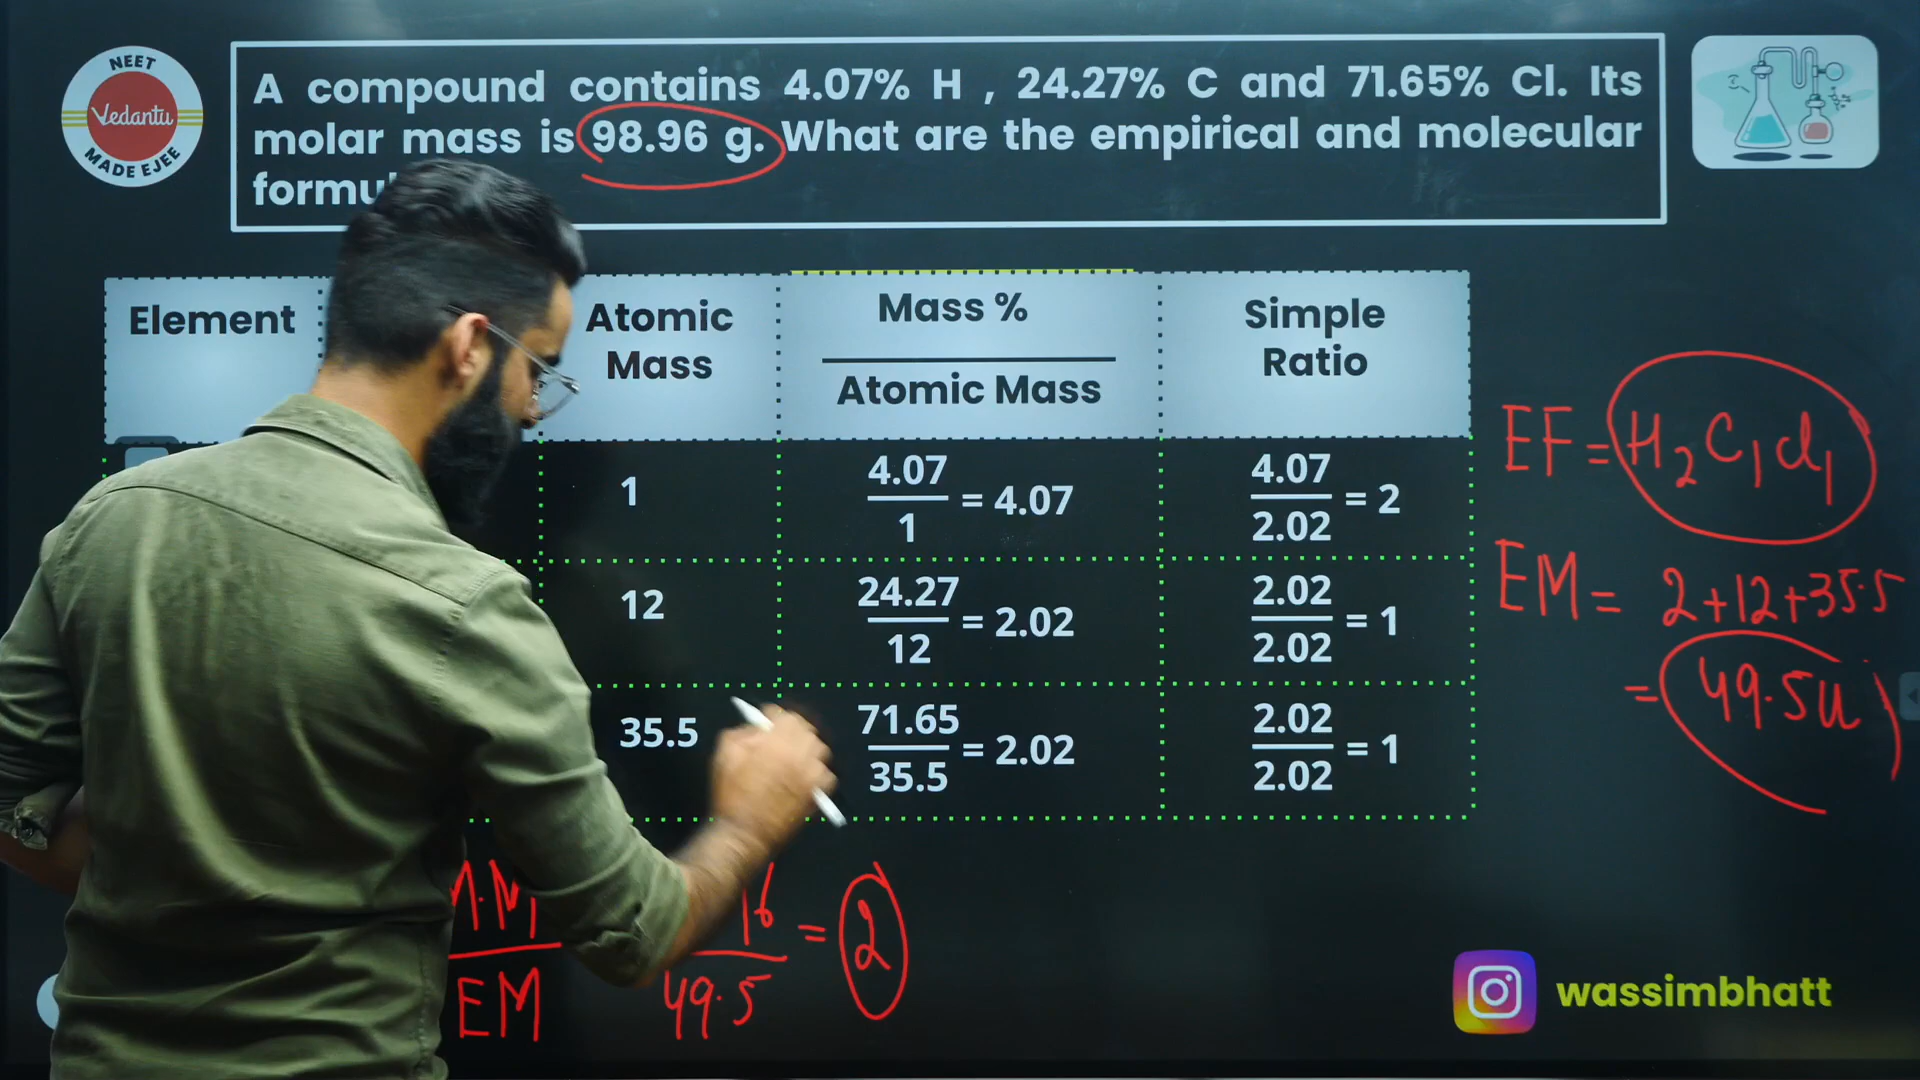 NEET
Vedantu
MADE EJEE
A compound contains 4.07% H , 24.27% C and 71.65% Cl. Its
molar mass is 98.96 g. What are the empirical and molecular
Element
Atomic
Mass
Mass %
Atomic Mass
Simple
Ratio
1
4.07
1
= 4.07
4.07
2.02
= 2
12
24.27
12
= 2.02
2.02
2.02
= 1
35.5
71.65
35.5
= 2.02
2.02
2.02
= 1
EF = H2C1Cl1
EM = 2+12+35.5
= 49.5u
EM
49.5
= 2
wassimbhatt